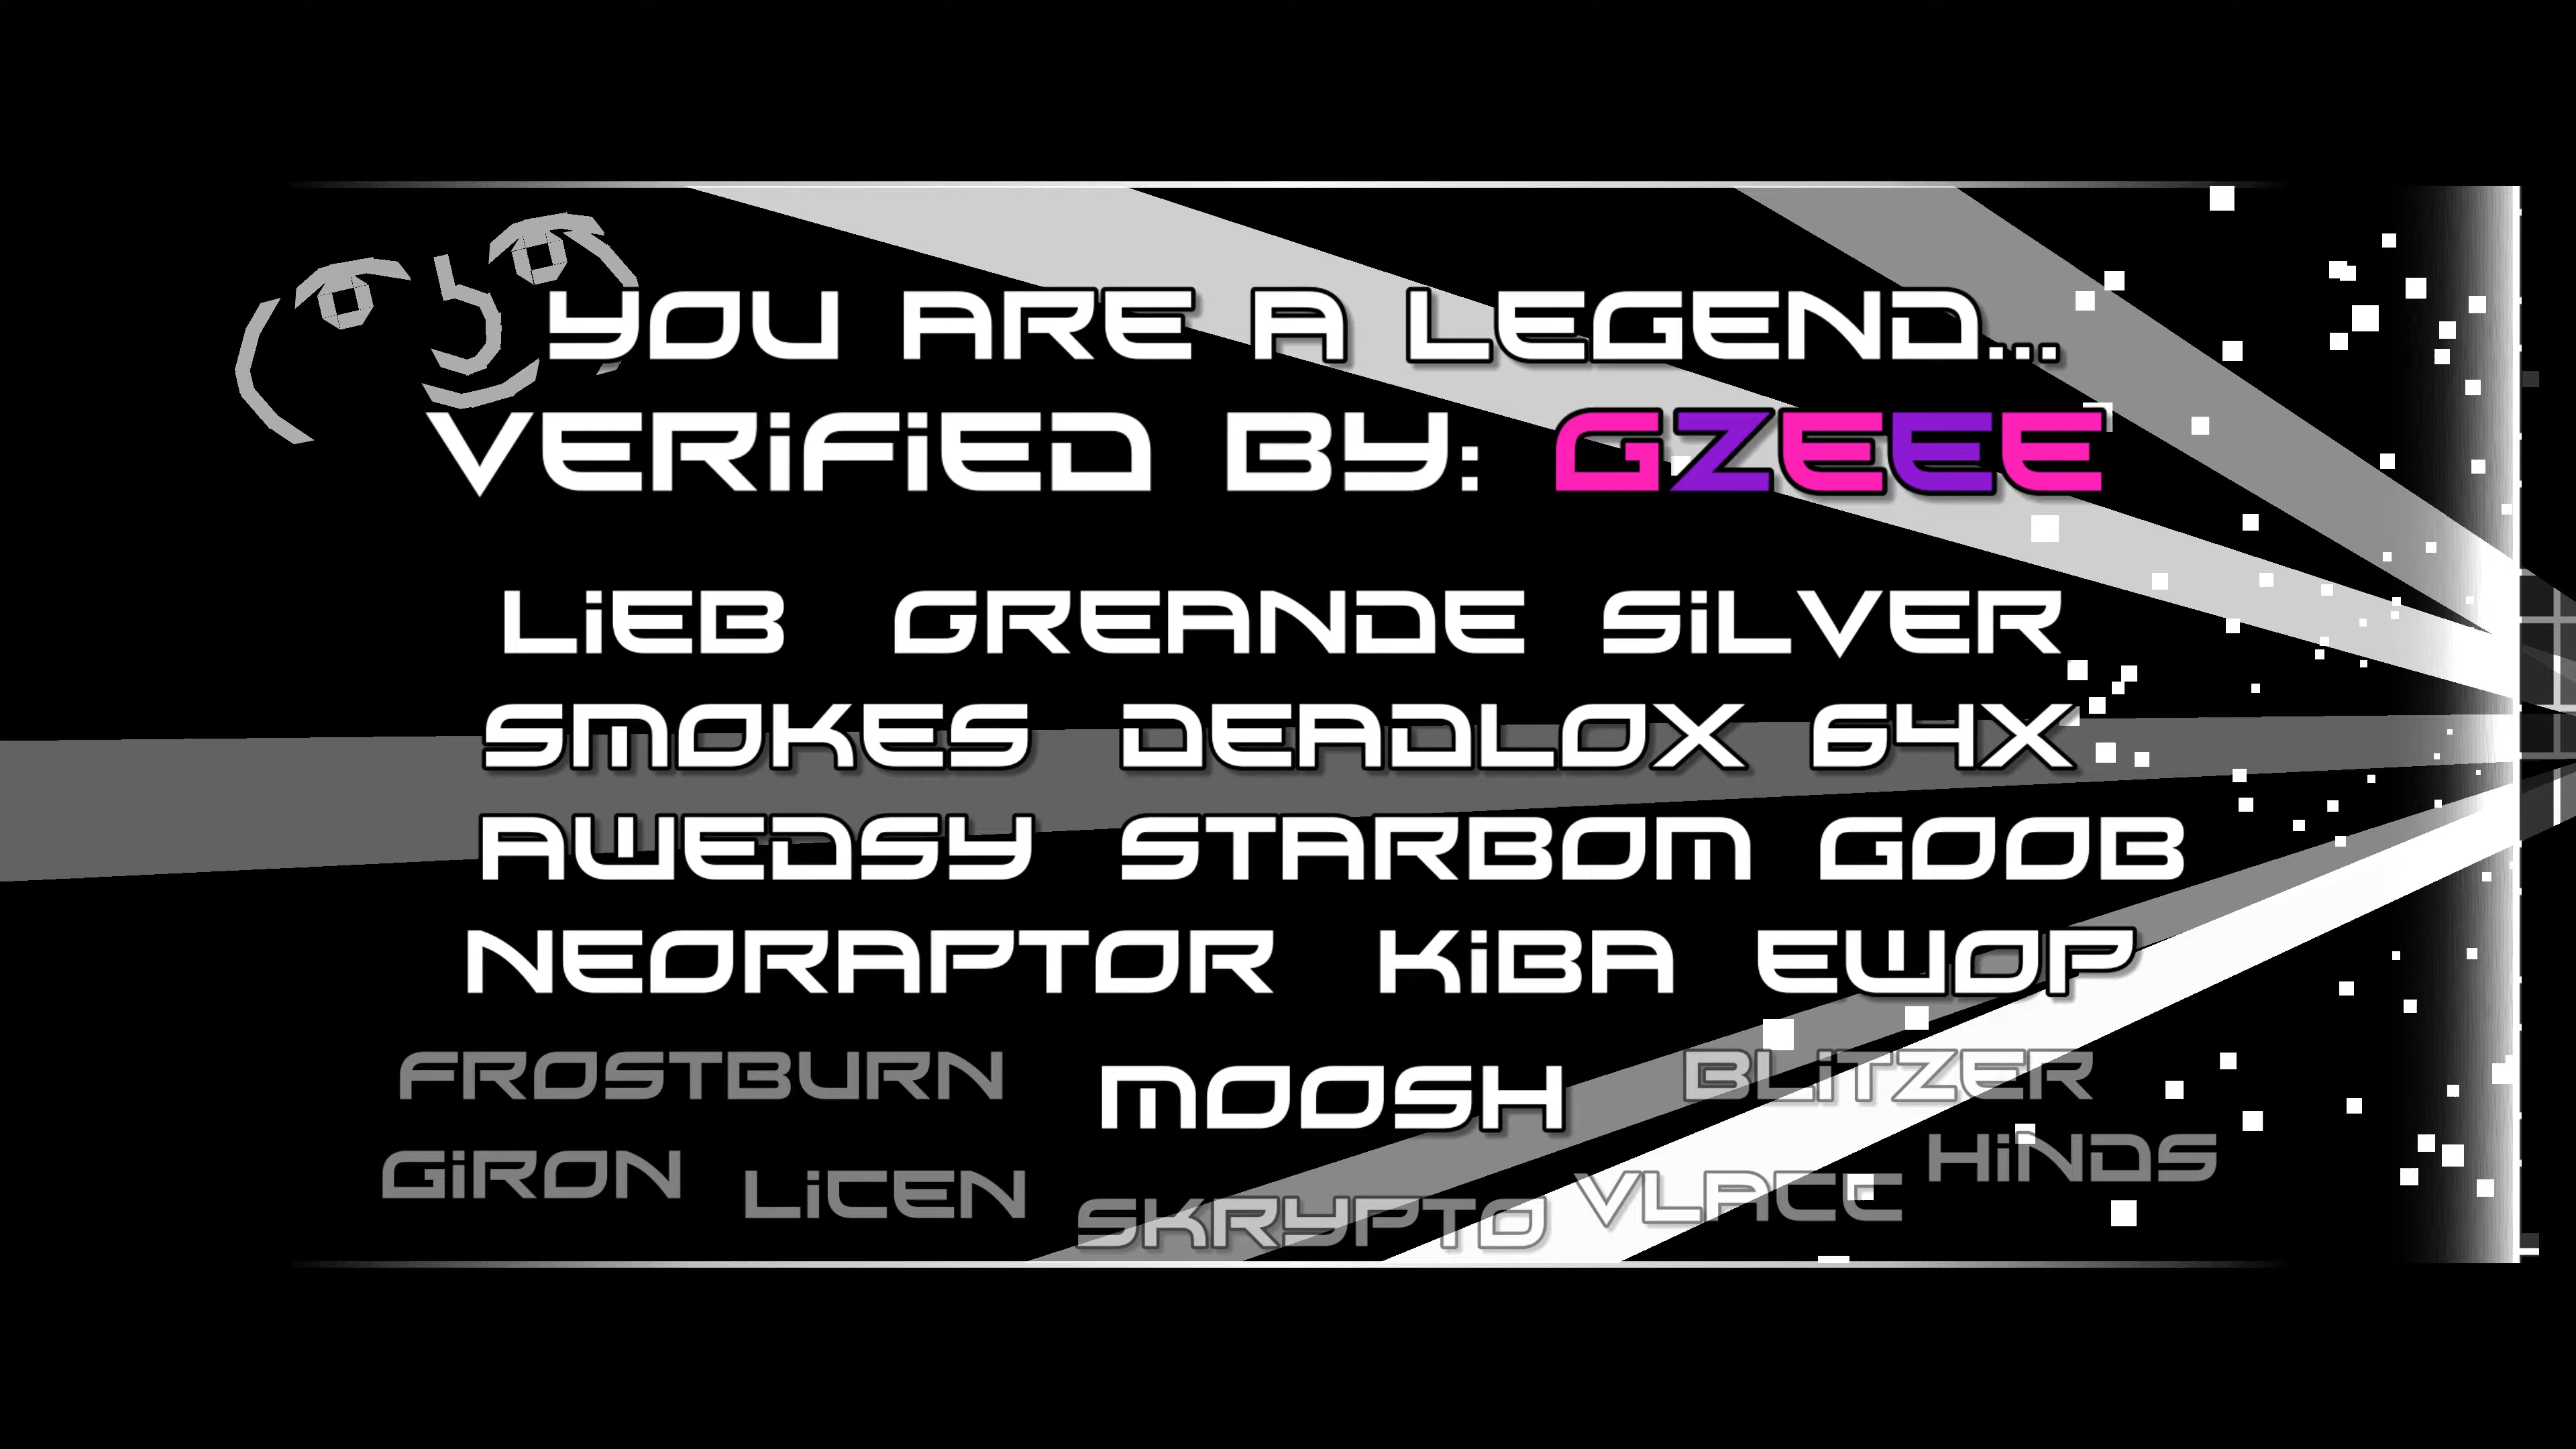 YOU ARE A LEGEND...
VERiFiED BY: GZEEE
LiEB GREANDE SiLVER
SMOKES DEADLOX 64X
AWEDSY STARBOM GOOB
NEORAPTOR KiBA EWOP
FROSTBURN MOOSH BLiTZER
GiRON LiCEN SKRYPTO VLACC HiNDS